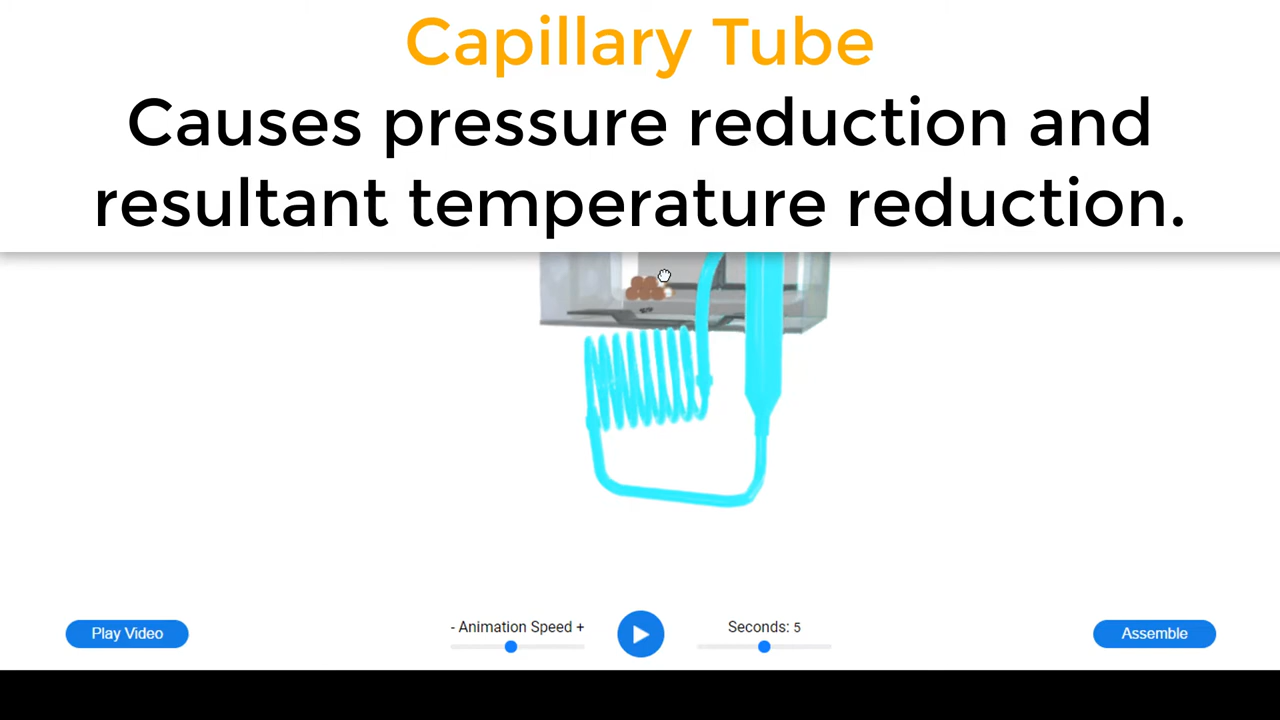 Capillary Tube
Causes pressure reduction and
resultant temperature reduction.
Play Video
- Animation Speed +
Seconds: 5
Assemble